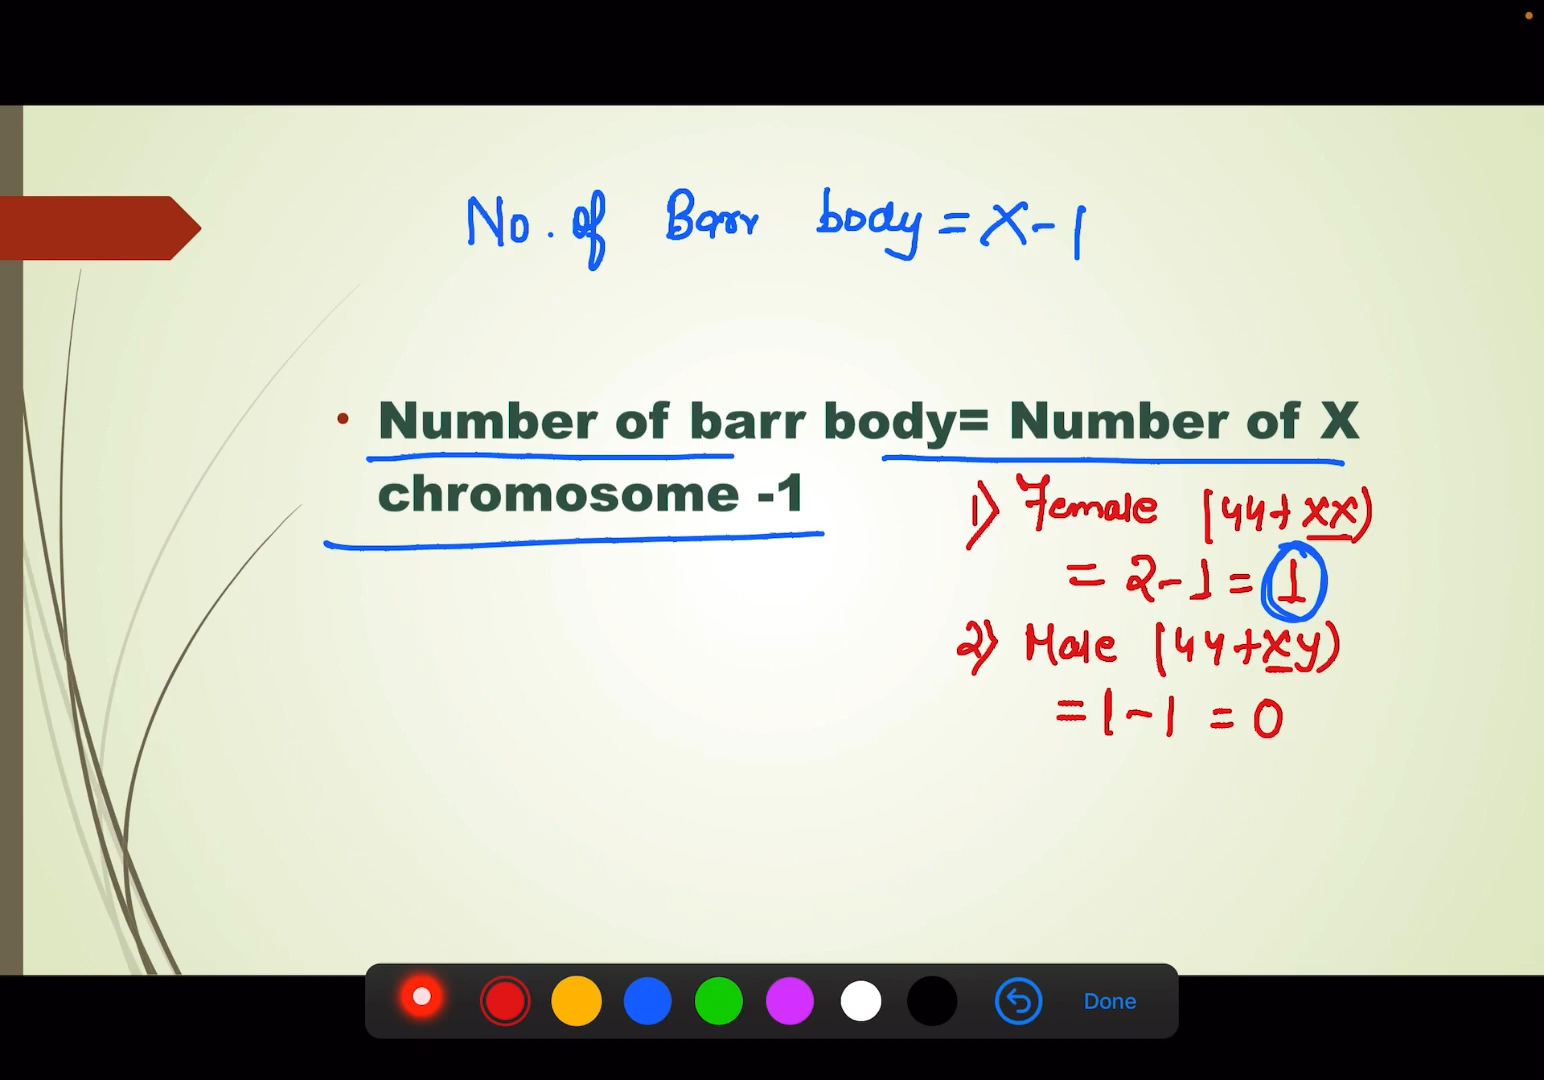 No. of Barr body = X - 1
• Number of barr body= Number of X
chromosome -1
1) Female (44+xx)
= 2-1 = 1
2) Male (44+xy)
= 1 - 1 = 0
Done